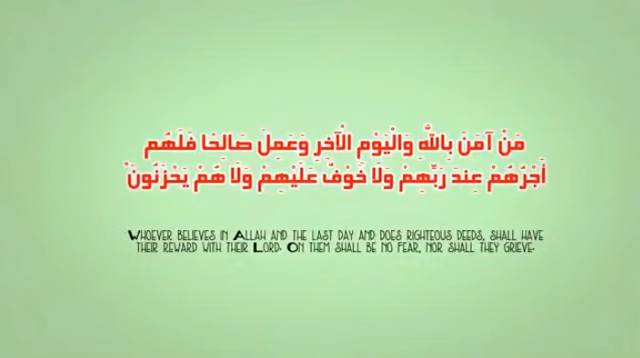 مَنْ آمَنَ بِاللَّهِ وَالْيَوْمِ الْآخِرِ وَعَمِلَ صَالِحًا فَلَهُم
أَجْرُهُمْ عِندَ رَبِّهِمْ وَلَا خَوْفٌ عَلَيْهِمْ وَلَا هُمْ يَحْزَنُونَ
Whoever believes in Allah and the last day and does righteous deeds, shall have
their reward with their Lord. On them shall be no fear, nor shall they grieve.